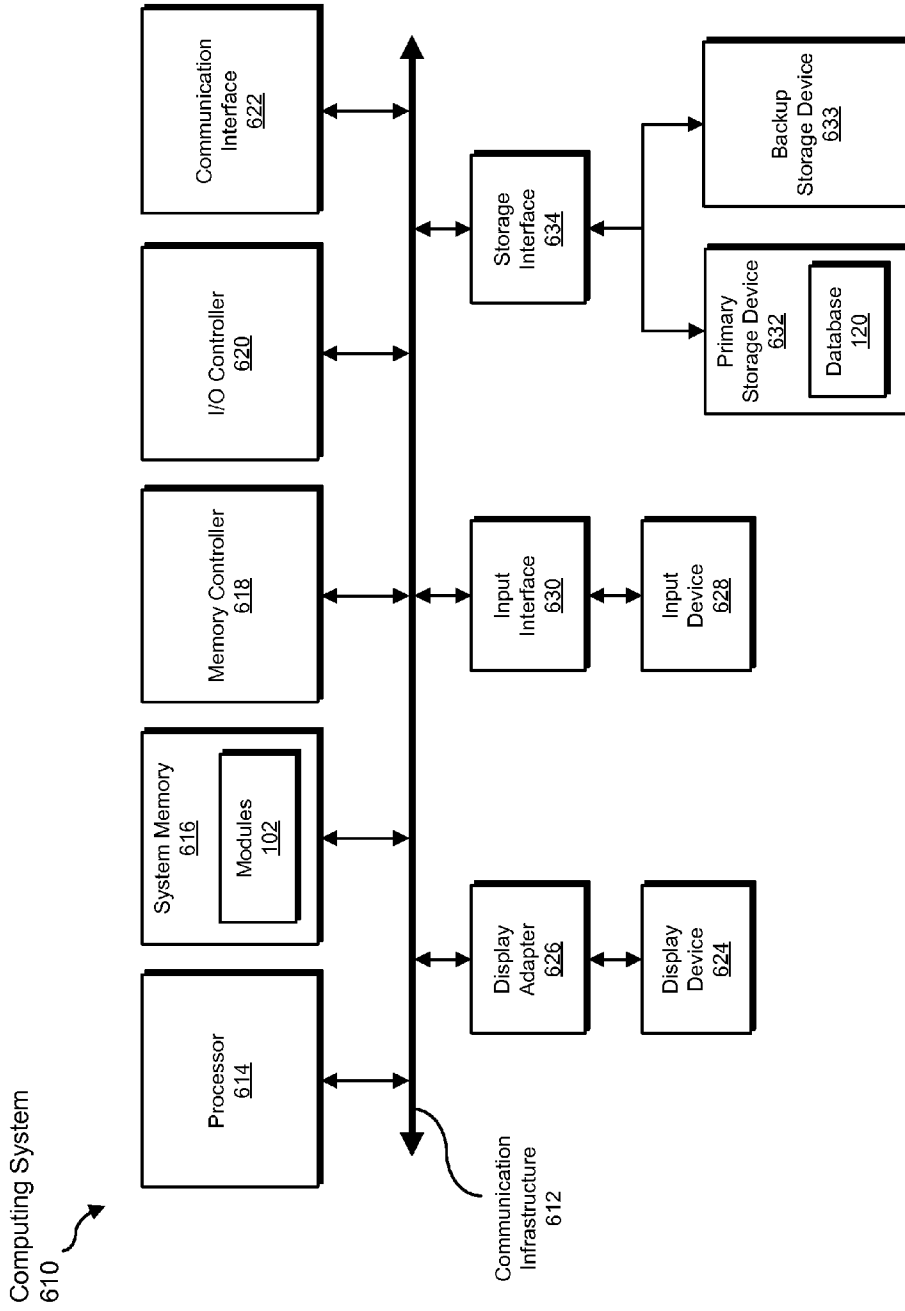 Computing System
610
Processor
614
System Memory
616
Modules
102
Memory Controller
618
I/O Controller
620
Communication
Interface
622
Communication
Infrastructure
612
Display
Adapter
626
Input
Interface
630
Storage
Interface
634
Display
Device
624
Input
Device
628
Primary
Storage Device
632
Database
120
Backup
Storage Device
633